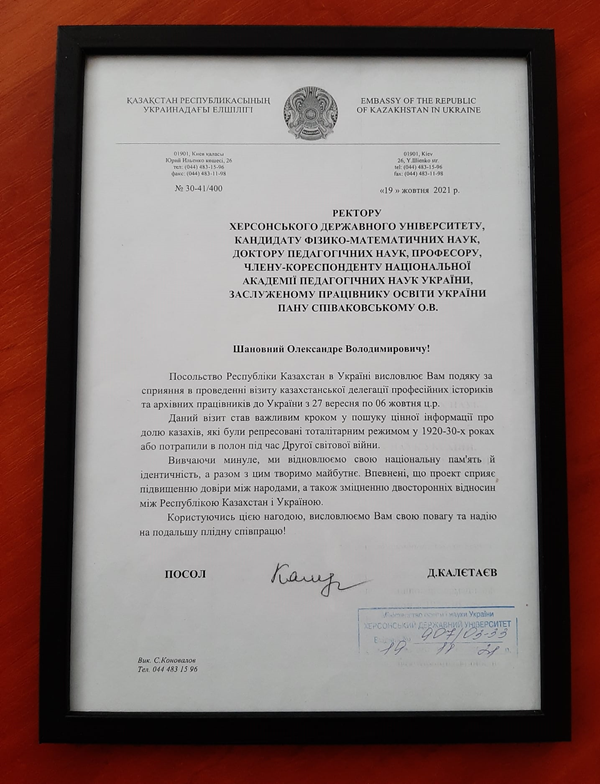 ҚАЗАҚСТАН РЕСПУБЛИКАСЫНЫҢ
УКРАИНАДАҒЫ ЕЛШІЛІГІ
EMBASSY OF THE REPUBLIC
OF KAZAKHSTAN IN UKRAINE
01901, Киев қаласы
Юрий Ильенко көшесі, 26
тел: (044) 483-15-96
факс: (044) 483-11-98
01901, Kiev
26, Y.Illienko str.
tel: (044) 483-15-96
fax: (044) 483-11-98
№ 30-41/400
«19 » жовтня 2021 р.
РЕКТОРУ
ХЕРСОНСЬКОГО ДЕРЖАВНОГО УНІВЕРСИТЕТУ,
КАНДИДАТУ ФІЗИКО-МАТЕМАТИЧНИХ НАУК,
ДОКТОРУ ПЕДАГОГІЧНИХ НАУК, ПРОФЕСОРУ,
ЧЛЕНУ-КОРЕСПОНДЕНТУ НАЦІОНАЛЬНОЇ
АКАДЕМІЇ ПЕДАГОГІЧНИХ НАУК УКРАЇНИ,
ЗАСЛУЖЕНОМУ ПРАЦІВНИКУ ОСВІТИ УКРАЇНИ
ПАНУ СПІВАКОВСЬКОМУ О.В.
Шановний Олександре Володимировичу!
Посольство Республіки Казахстан в Україні висловлює Вам подяку за
сприяння в проведенні візиту казахстанської делегації професійних істориків
та архівних працівників до України з 27 вересня по 06 жовтня ц.р.
Даний візит став важливим кроком у пошуку цінної інформації про
долю казахів, які були репресовані тоталітарним режимом у 1920-30-х роках
або потрапили в полон під час Другої світової війни.
Вивчаючи минуле, ми відновлюємо свою національну пам'ять й
ідентичність, а разом з цим творимо майбутнє. Впевнені, що проект сприяє
підвищенню довіри між народами, а також зміцненню двосторонніх відносин
між Республікою Казахстан і Україною.
Користуючись цією нагодою, висловлюємо Вам свою повагу та надію
на подальшу плідну співпрацю!
ПОСОЛ
Д.КАЛЄТАЄВ
України
ХЕРСОНСЬКИЙ ДЕРЖАВНИЙ УНІВЕРСИТЕТ
907/03-33
19 11 21 р.
Вик. С.Коновалов
Тел. 044 483 15 96